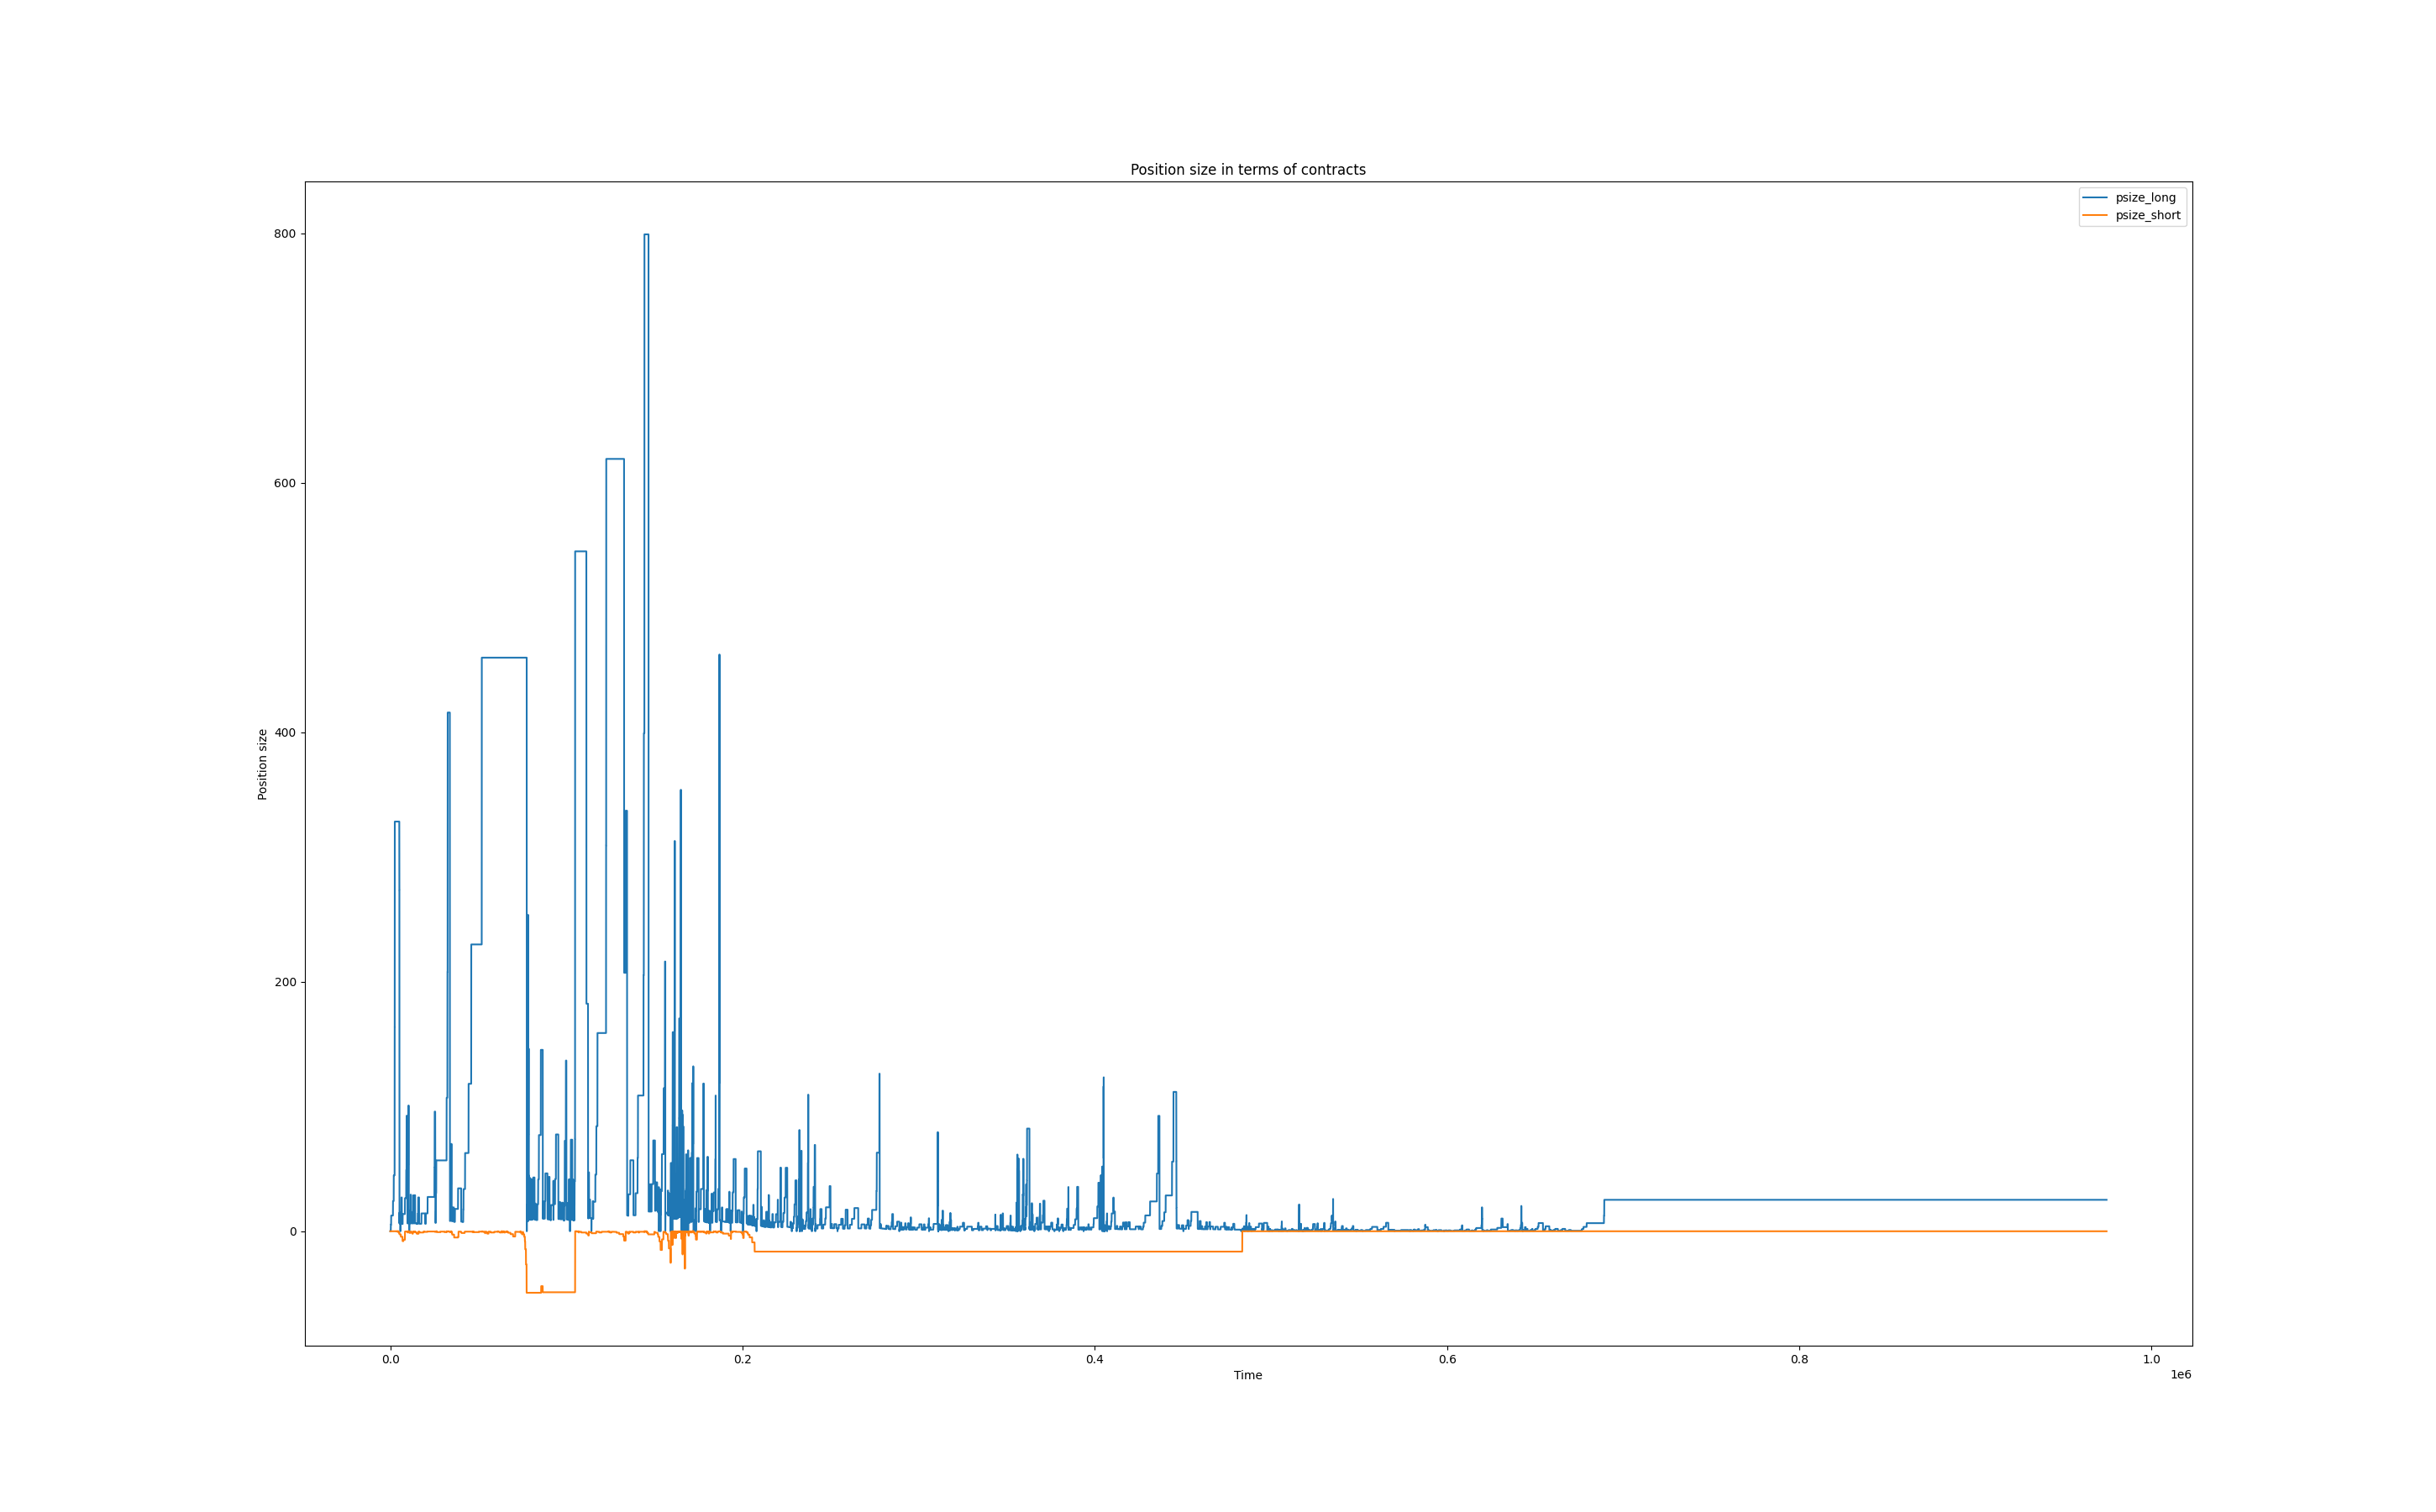 Position size in terms of contracts
psize_long
psize_short
800
600
400
200
0
Position size
0.0 0.2 0.4 0.6 0.8 1.0
1e6
Time